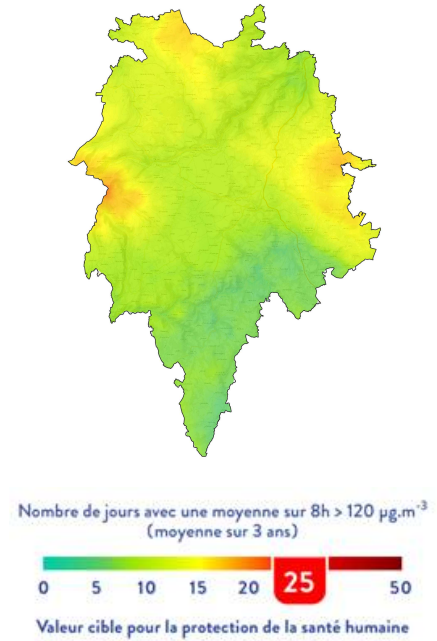 Nombre de jours avec une moyenne sur 8h > 120 µg.m⁻³
(moyenne sur 3 ans)
0 5 10 15 20 25 50
Valeur cible pour la protection de la santé humaine